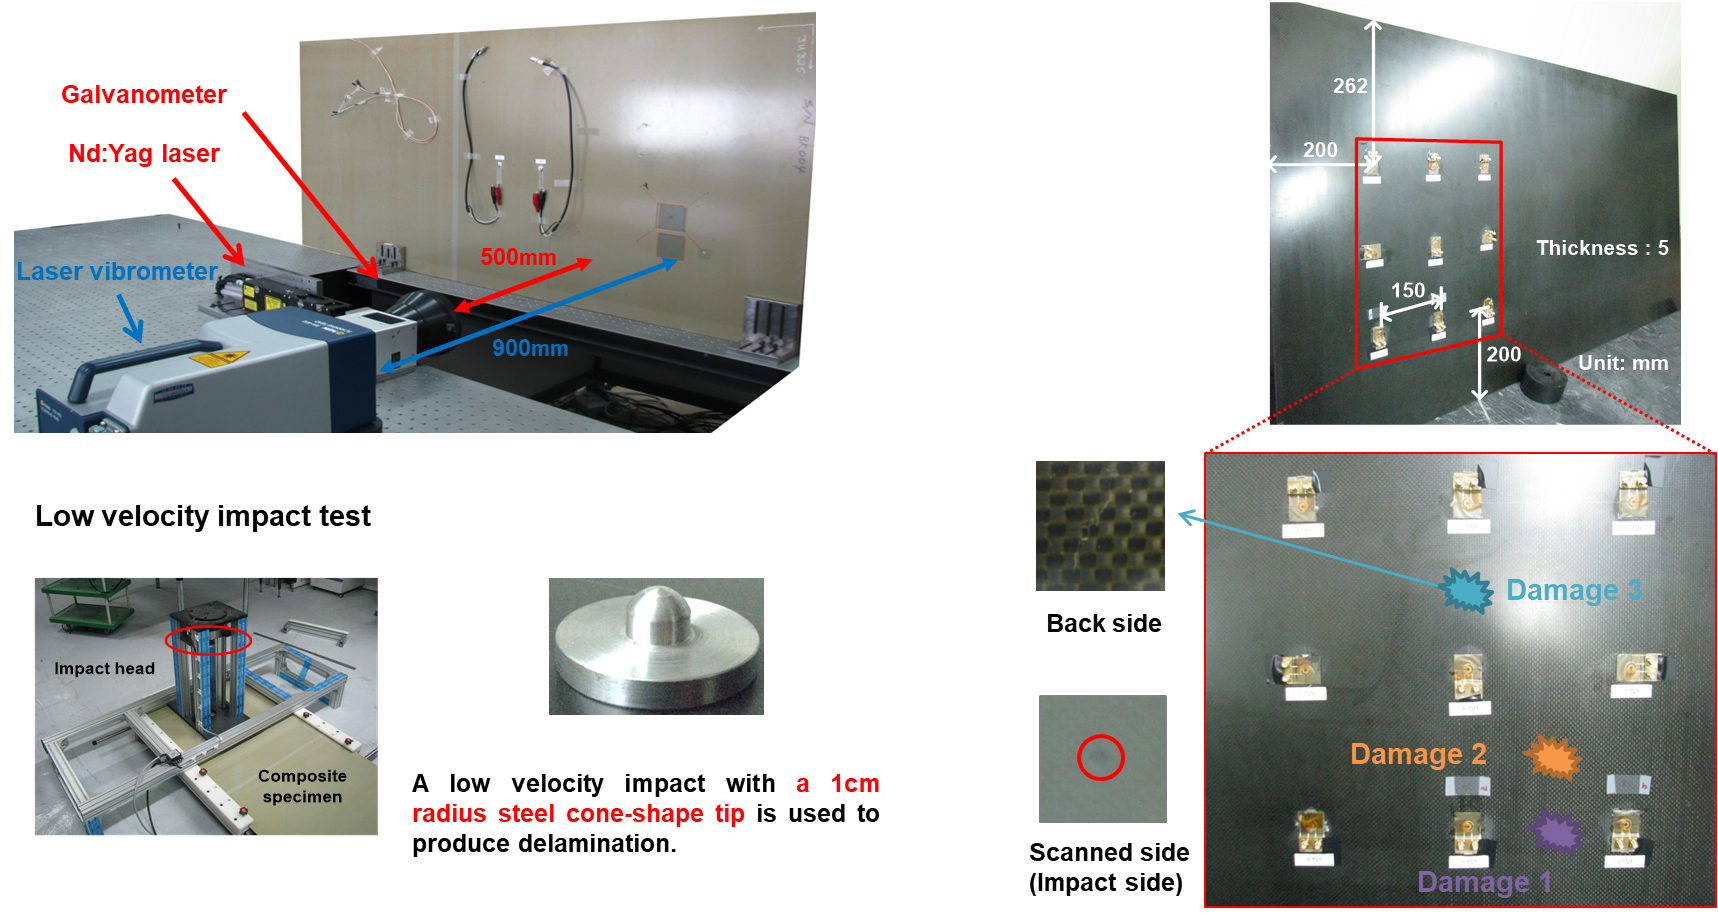 Galvanometer
Nd:Yag laser
Laser vibrometer
500mm
900mm
262
200
Thickness : 5
150
200
Unit: mm
Low velocity impact test
Impact head
Composite
specimen
A low velocity impact with a 1cm
radius steel cone-shape tip is used to
produce delamination.
Back side
Scanned side
(Impact side)
Damage 3
Damage 2
Damage 1